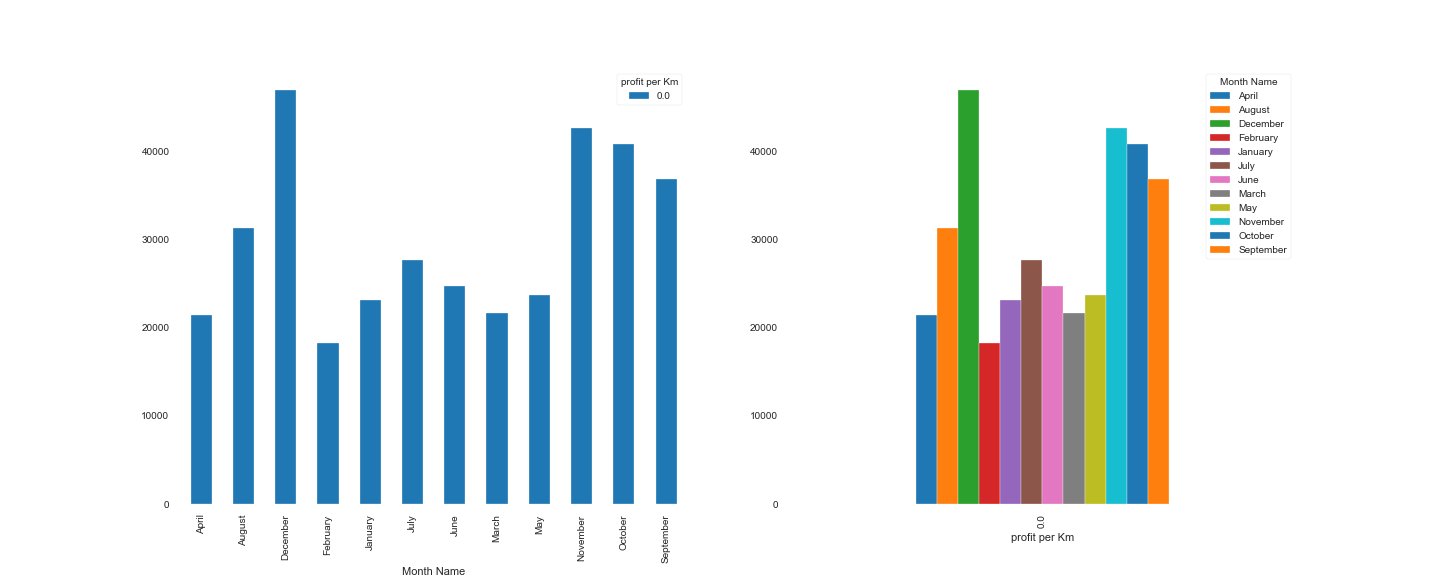 profit per Km
0.0
40000
30000
20000
10000
0
April
August
December
February
January
July
June
March
May
November
October
September
Month Name
Month Name
April
August
December
February
January
July
June
March
May
November
October
September
40000
30000
20000
10000
0
0.0
profit per Km